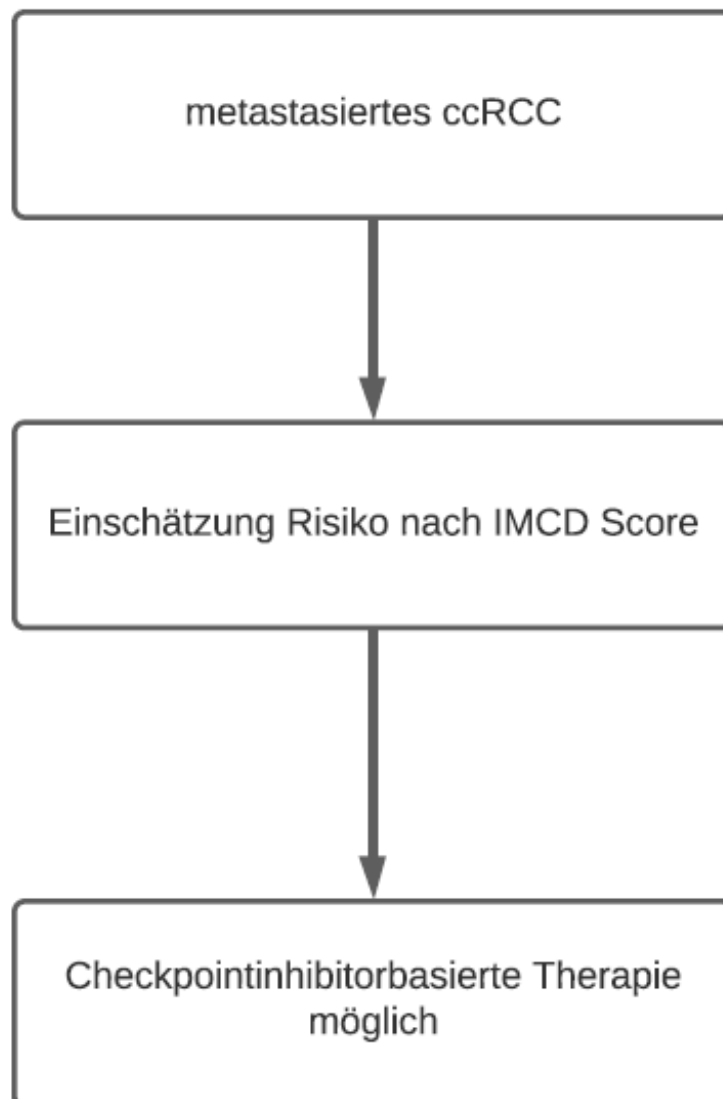 metastasiertes ccRCC
Einschätzung Risiko nach IMCD Score
Checkpointinhibitorbasierte Therapie
möglich